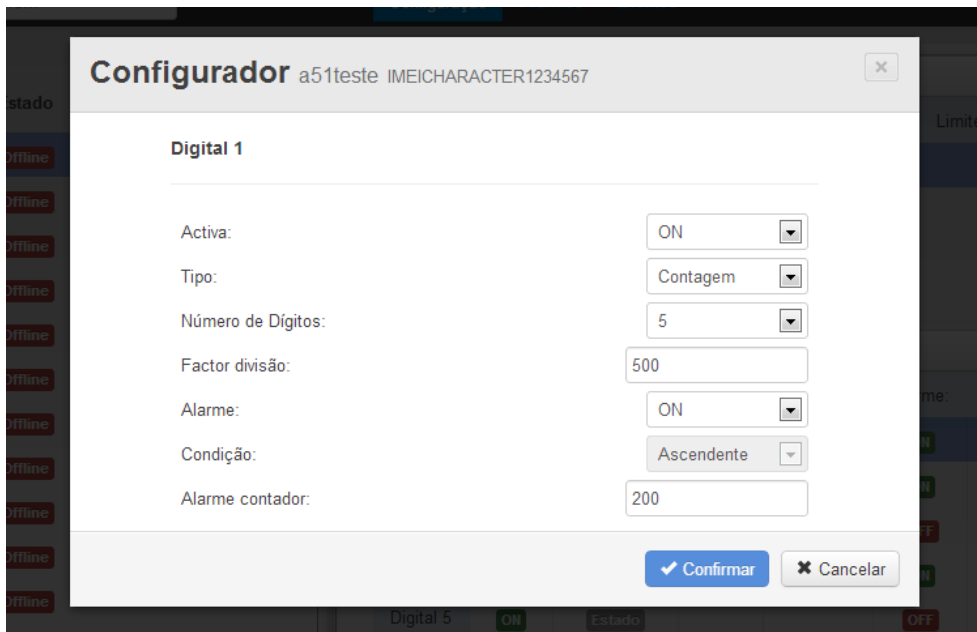 Configurador a51teste IMEICHARACTER1234567
Estado
Limite
Digital 1
Offline
Offline
Offline
Offline
Offline
Offline
Offline
Offline
Offline
Offline
Offline
Activa: ON
Tipo: Contagem
Número de Dígitos: 5
Factor divisão: 500
Alarme: ON
me:
Condição: Ascendente
Alarme contador: 200
Confirmar
Cancelar
Digital 5 ON Estado OFF